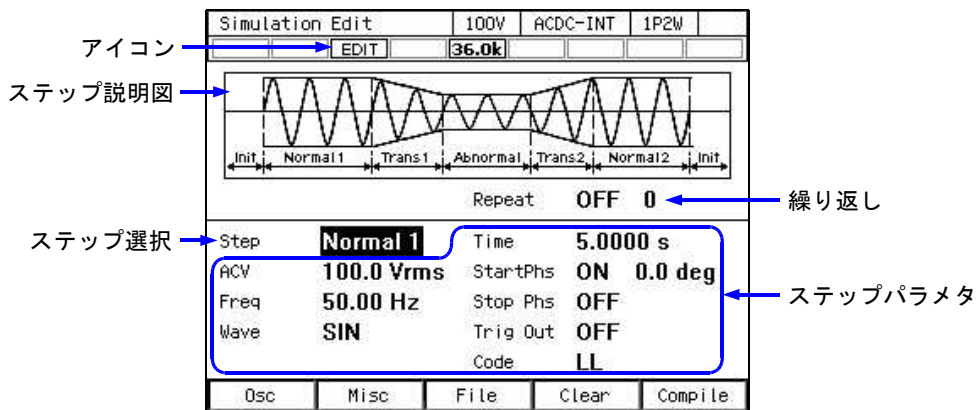 Simulation Edit 100V ACDC-INT 1P2W
アイコン EDIT 36.0k
ステップ説明図
Init Normal1 Trans1 Abnormal Trans2 Normal2 Init
Repeat OFF 0 繰り返し
ステップ選択 Step Normal 1 Time 5.0000 s
ACV 100.0 Vrms StartPhs ON 0.0 deg
ステップパラメタ
Freq 50.00 Hz Stop Phs OFF
Wave SIN Trig Out OFF
Code LL
Osc Misc File Clear Compile